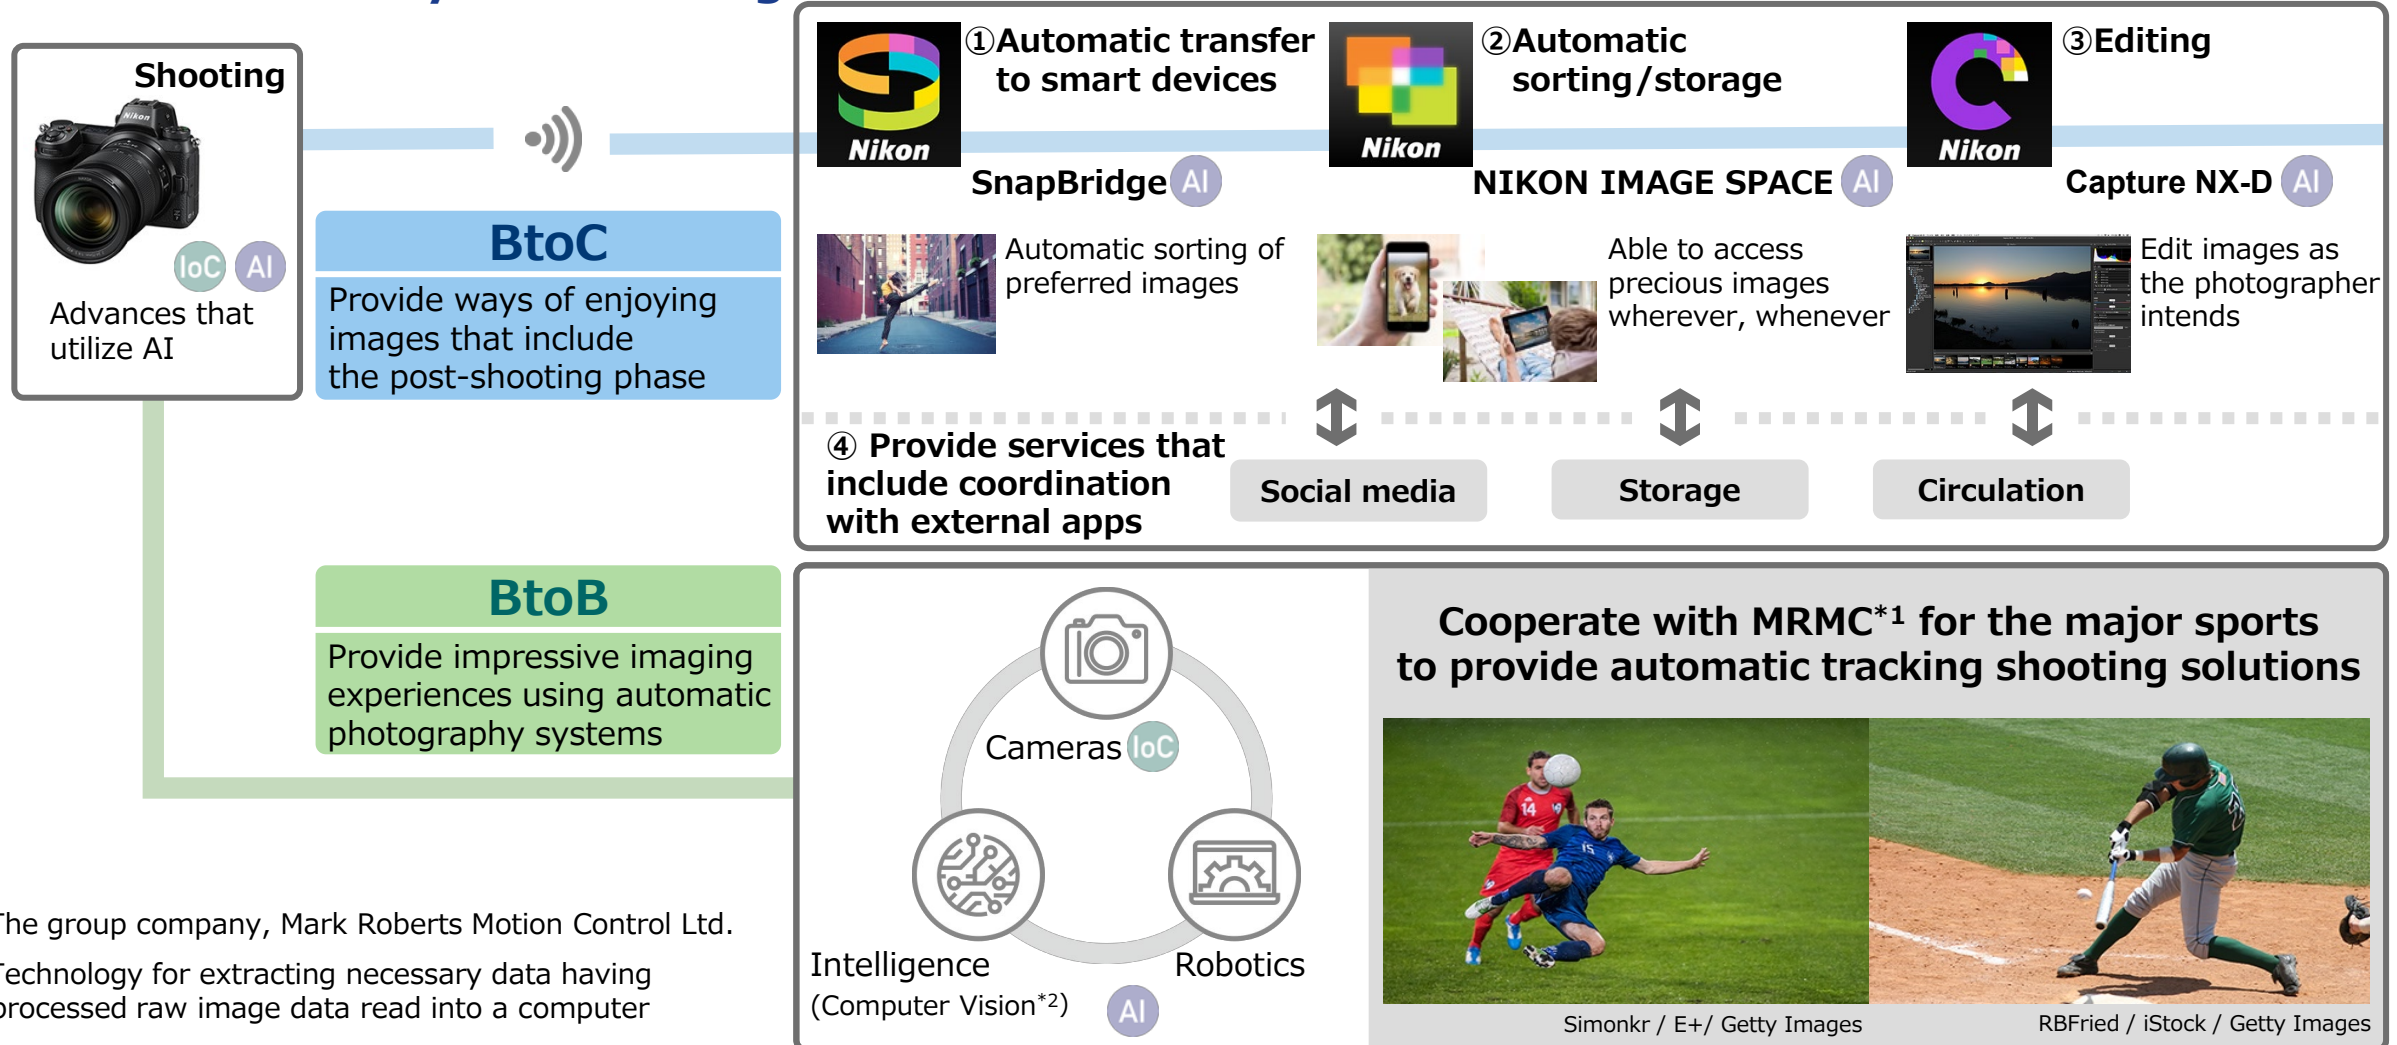 Shooting
Nikon
IoC AI
Advances that
utilize AI
BtoC
Provide ways of enjoying
images that include
the post-shooting phase
①Automatic transfer
to smart devices
Nikon
SnapBridge AI
Automatic sorting of
preferred images
②Automatic
sorting/storage
Nikon
NIKON IMAGE SPACE AI
Able to access
precious images
wherever, whenever
③Editing
Nikon
Capture NX-D AI
Edit images as
the photographer
intends
④ Provide services that
include coordination
with external apps
Social media
Storage
Circulation
BtoB
Provide impressive imaging
experiences using automatic
photography systems
Cameras IoC
Intelligence
(Computer Vision*2)
AI
Robotics
Cooperate with MRMC*1 for the major sports
to provide automatic tracking shooting solutions
14
15
Simonkr / E+/ Getty Images
RBFried / iStock / Getty Images
The group company, Mark Roberts Motion Control Ltd.
Technology for extracting necessary data having
processed raw image data read into a computer